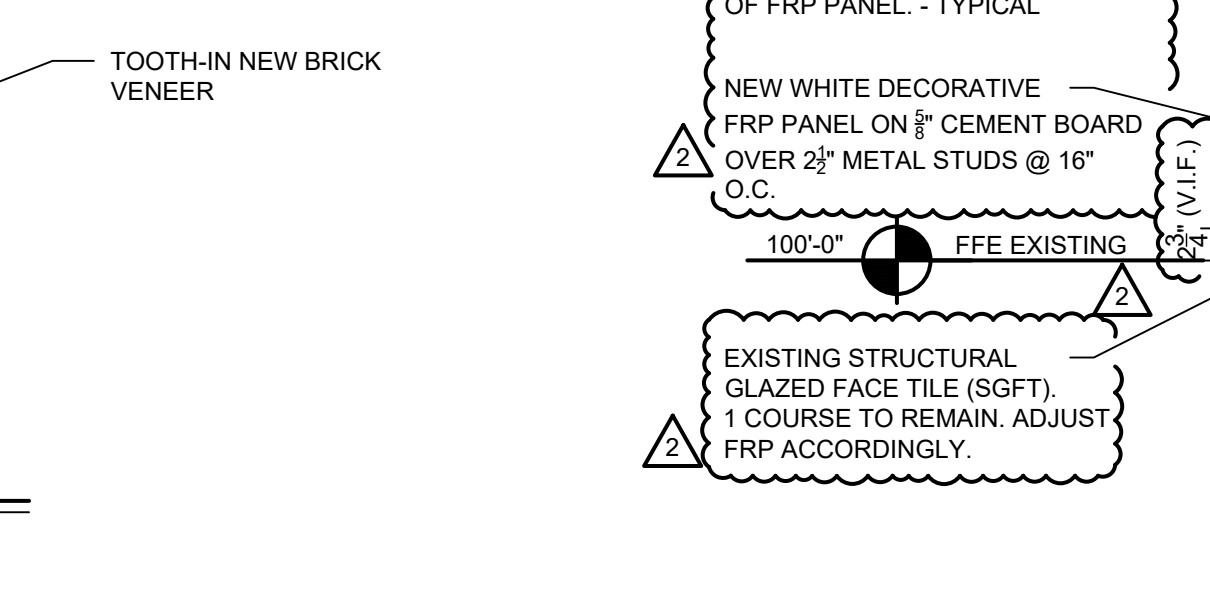 OF FRP PANEL. - TYPICAL
TOOTH-IN NEW BRICK
VENEER
NEW WHITE DECORATIVE
FRP PANEL ON 5/8" CEMENT BOARD
OVER 2 1/2" METAL STUDS @ 16"
O.C.
2
2 3/4" (V.I.F.)
100'-0"
FFE EXISTING
2
EXISTING STRUCTURAL
GLAZED FACE TILE (SGFT).
1 COURSE TO REMAIN. ADJUST
FRP ACCORDINGLY.
2